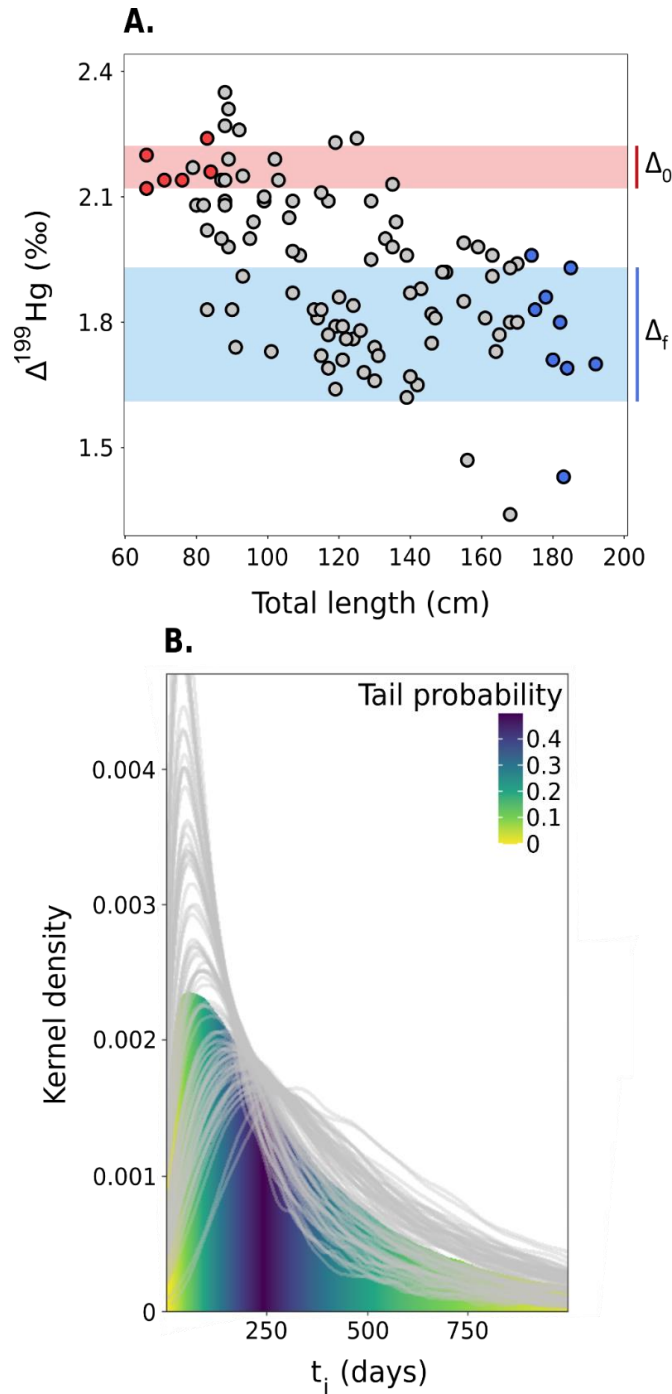 A.
Δ199Hg (‰)
2.4
2.1
1.8
1.5
Δ0
Δf
60 80 100 120 140 160 180 200
Total length (cm)
B.
Tail probability
0.4
0.3
0.2
0.1
0
Kernel density
0.004
0.003
0.002
0.001
0
250 500 750
ti (days)